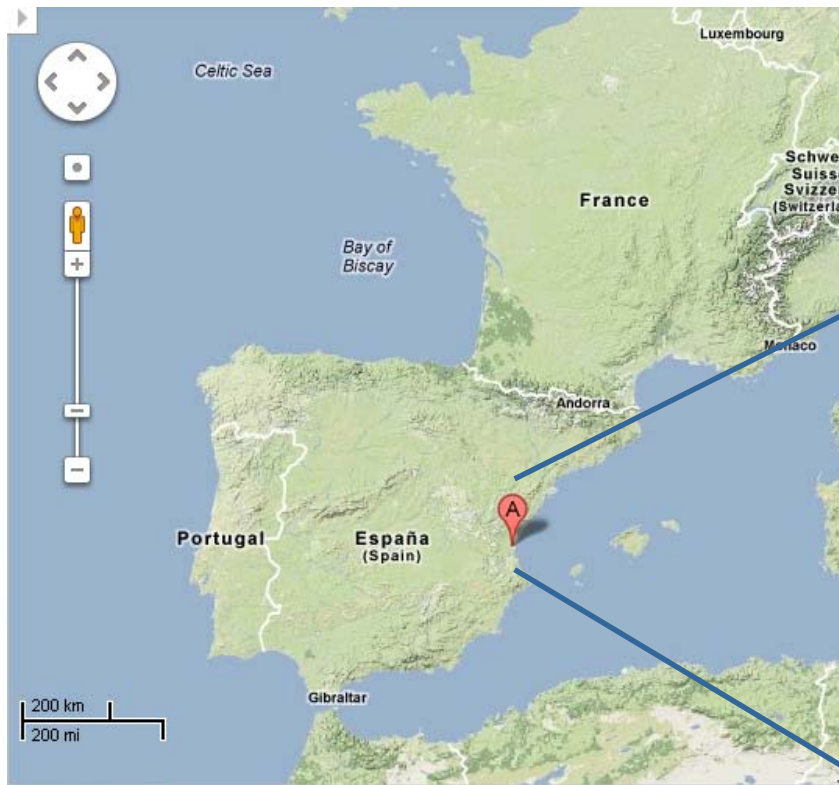 Luxembourg
Celtic Sea
Schwe
Suiss
Svizze
(Switzerla
France
Bay of
Biscay
Monaco
Andorra
A
Portugal
España
(Spain)
Gibraltar
200 km
200 mi